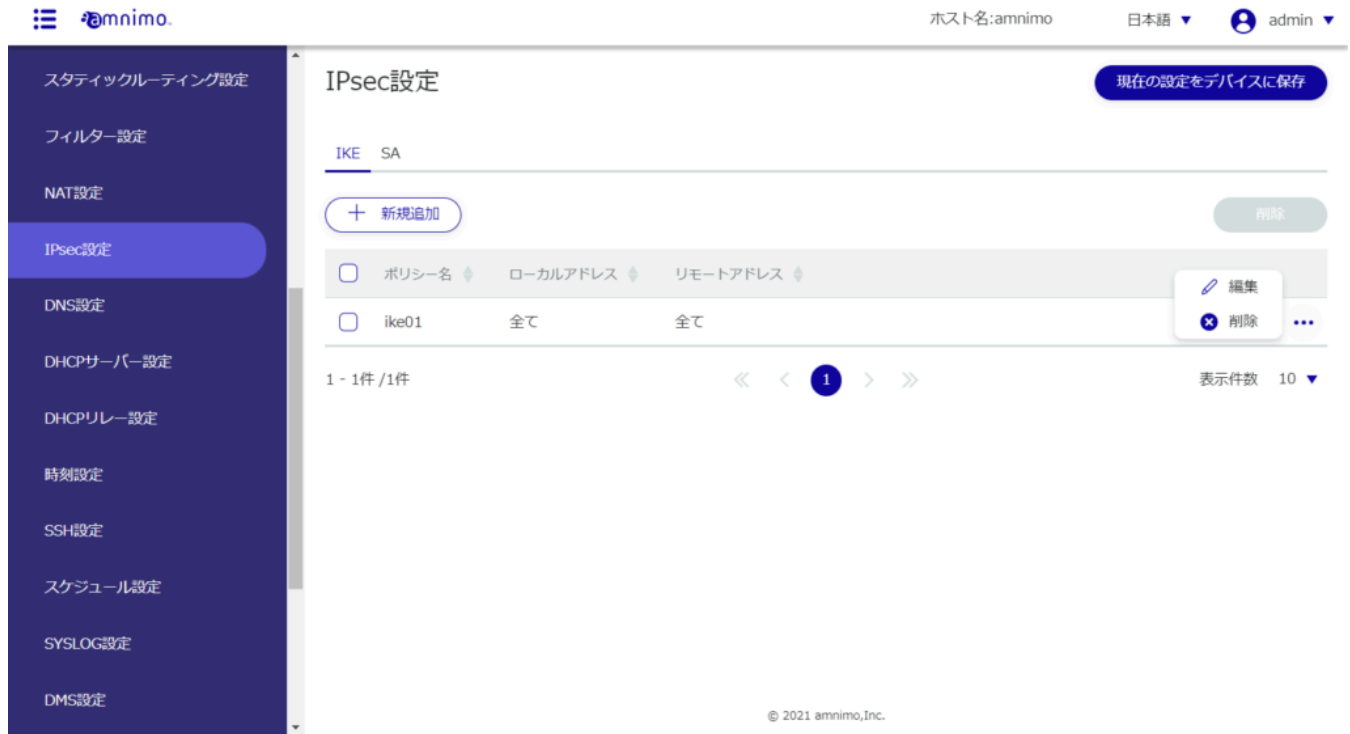 amnimo.
ホスト名:amnimo 日本語 ▼ admin ▼
スタティックルーティング設定
フィルター設定
NAT設定
IPsec設定
DNS設定
DHCPサーバー設定
DHCPリレー設定
時刻設定
SSH設定
スケジュール設定
SYSLOG設定
DMS設定
IPsec設定
現在の設定をデバイスに保存
IKE SA
+ 新規追加
削除
ポリシー名 ローカルアドレス リモートアドレス
ike01 全て 全て
編集
削除
1 - 1件 /1件
« < 1 > »
表示件数 10 ▼
© 2021 amnimo,Inc.